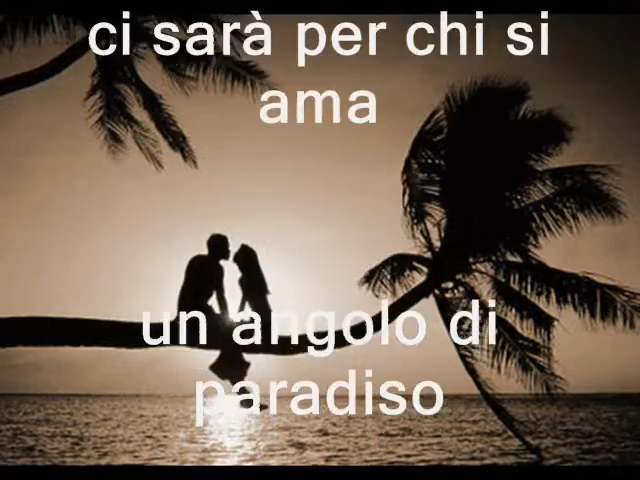 ci sarà per chi si
ama
un angolo di
paradiso